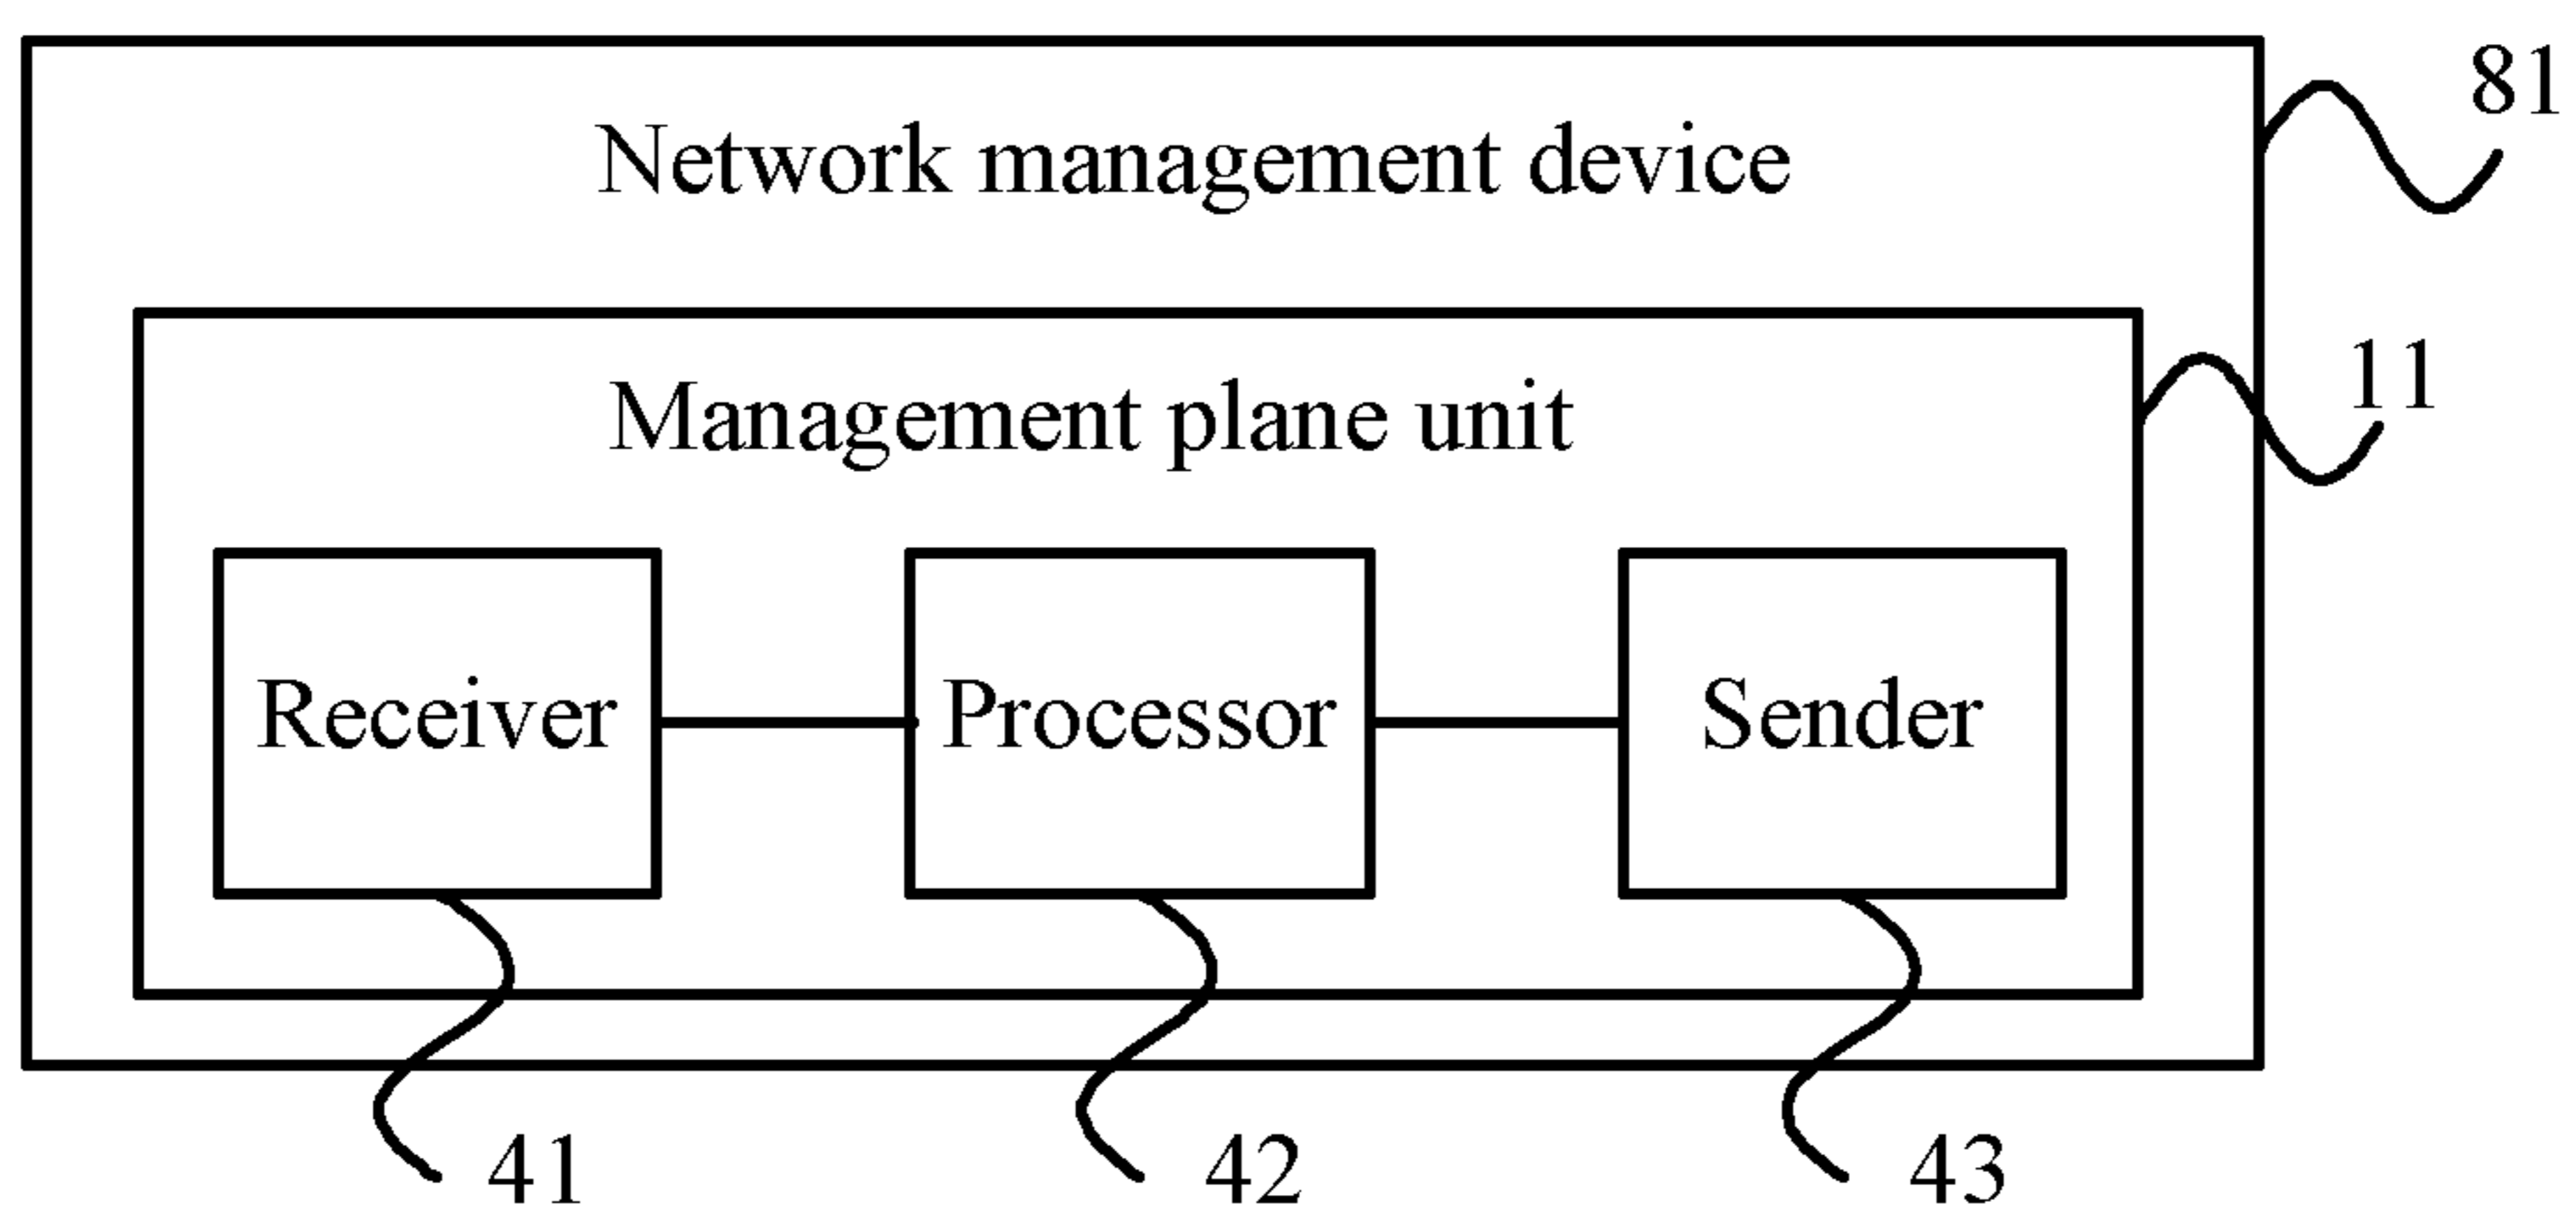 81
Network management device
11
Management plane unit
Receiver
Processor
Sender
41
42
43